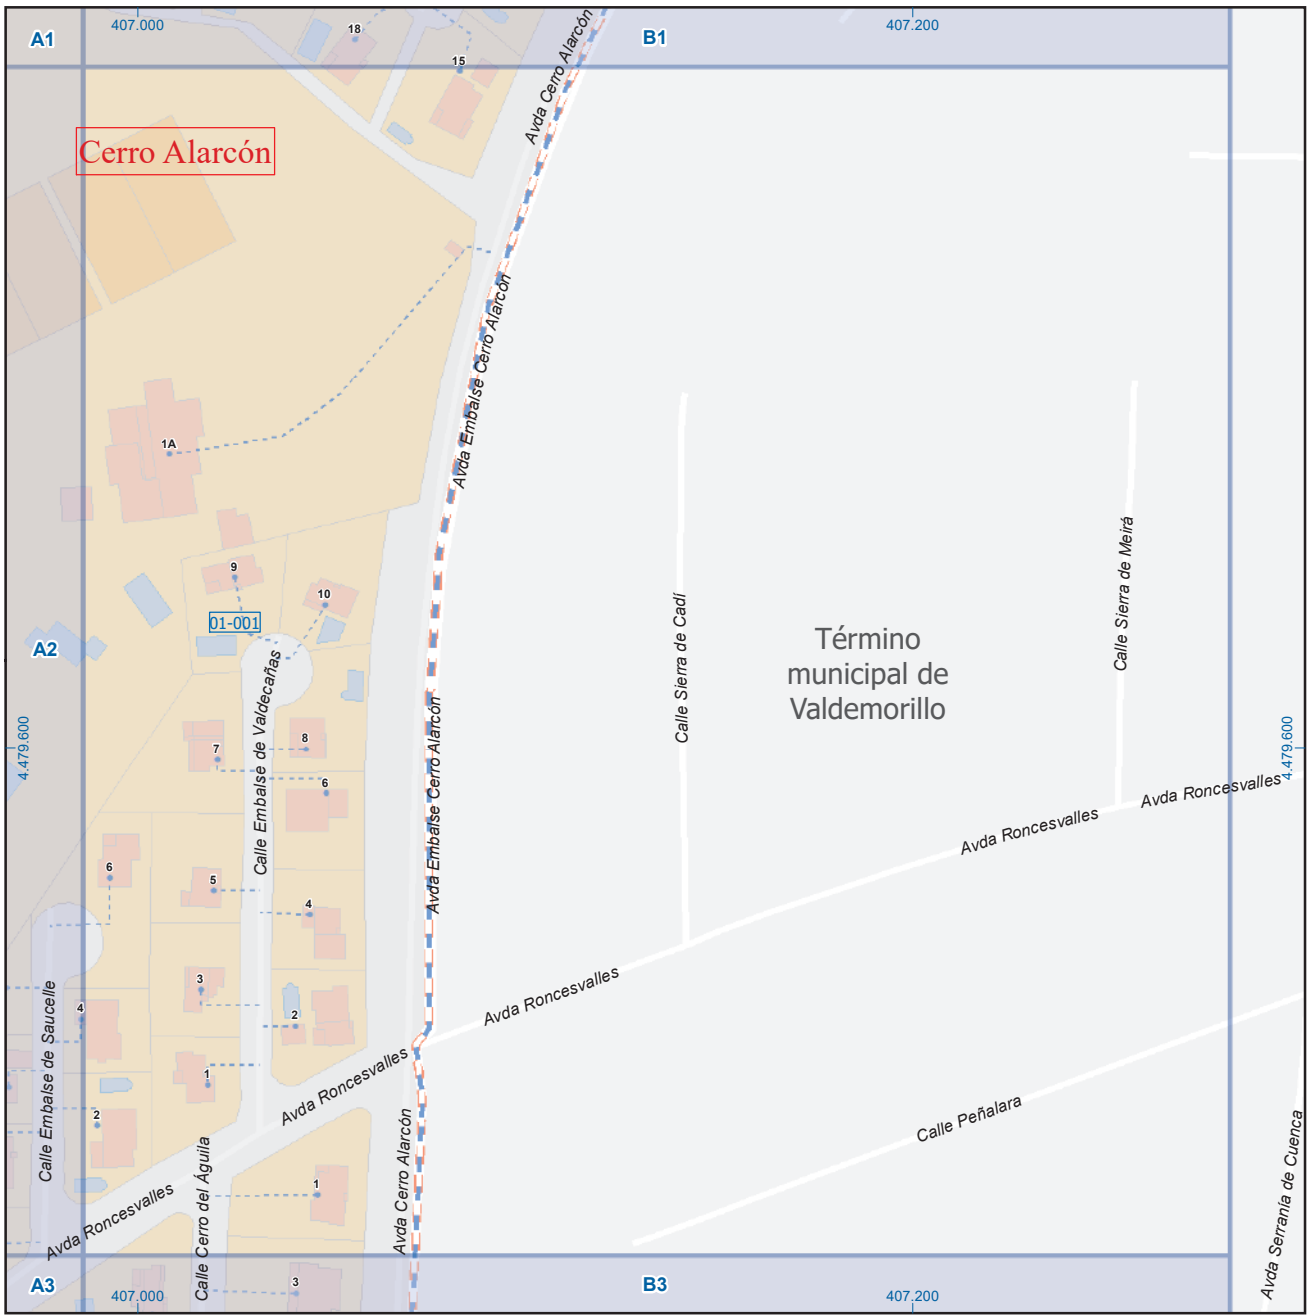 407.000
407.200
A1
B1
18
15
Avda Cerro Alarcón
Cerro Alarcón
Avda Embalse Cerro Alarcón
1A
9
10
01-001
A2
Calle Embalse de Valdecañas
Calle Sierra de Cadí
Término
municipal de
Valdemorillo
Calle Sierra de Meirá
4.479.600
4.479.600
7
8
6
Avda Embalse Cerro Alarcón
Avda Roncesvalles
Avda Roncesvalles
6
5
4
3
4
2
Calle Embalse de Saucelle
Avda Roncesvalles
1
2
Avda Roncesvalles
Calle Peñalara
Avda Cerro Alarcón
Calle Cerro del Águila
1
Avda Roncesvalles
Avda Serranía de Cuenca
A3
3
B3
407.000
407.200